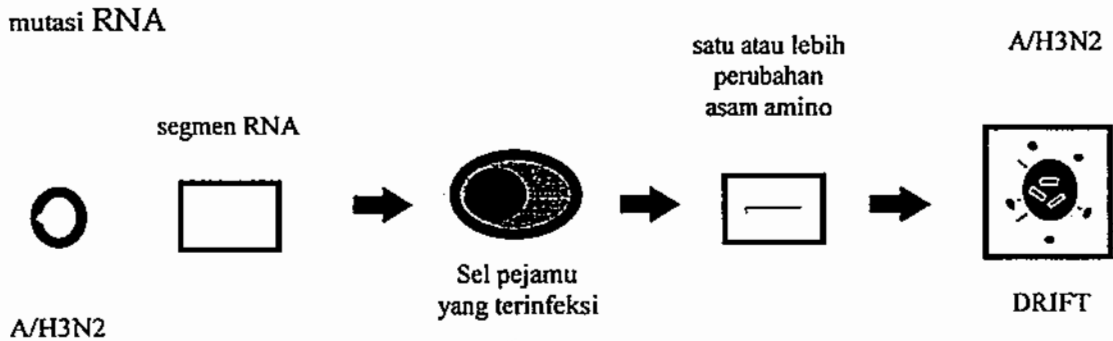 mutasi RNA
satu atau lebih
perubahan
asam amino
A/H3N2
segmen RNA
Sel pejamu
yang terinfeksi
DRIFT
A/H3N2